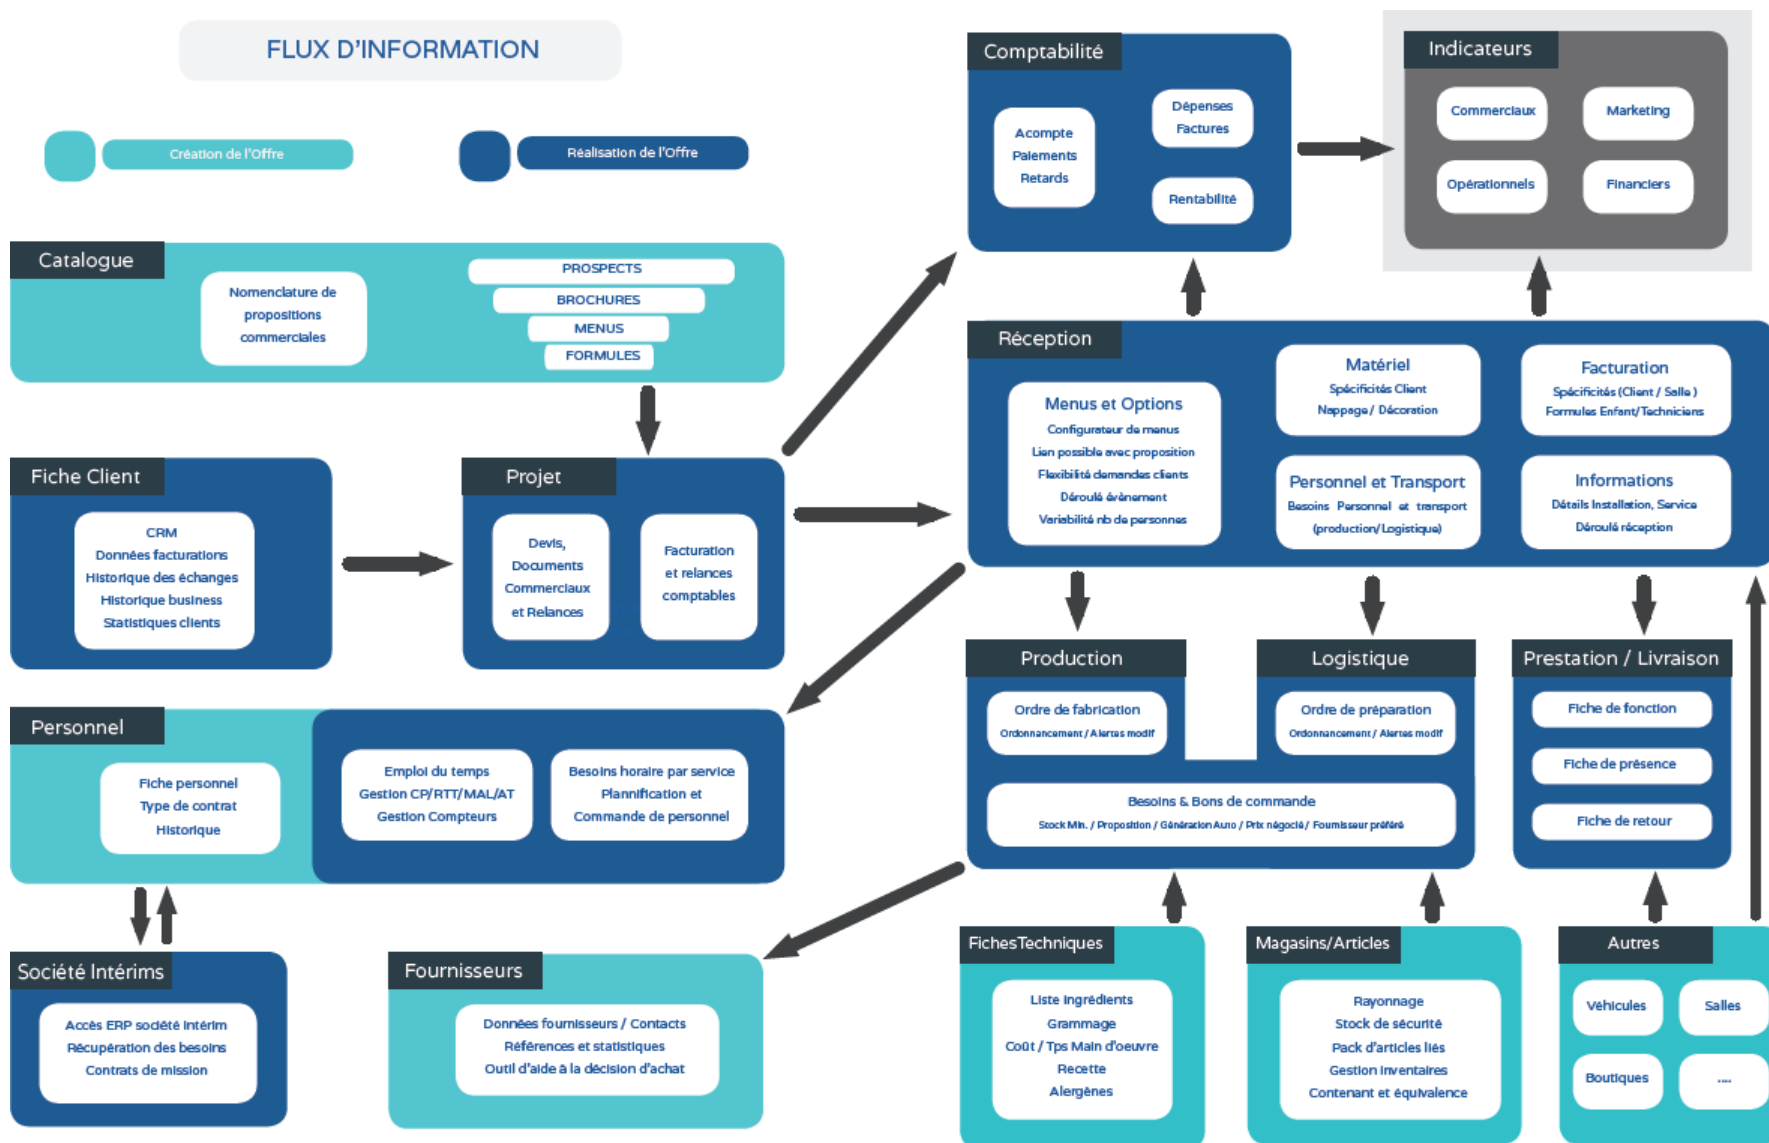 FLUX D'INFORMATION
Création de l'Offre
Réalisation de l'Offre
Comptabilité
Acompte
Paiements
Retards
Dépenses
Factures
Rentabilité
Indicateurs
Commerciaux
Marketing
Opérationnels
Financiers
Catalogue
Nomenclature de
propositions
commerciales
PROSPECTS
BROCHURES
MENUS
FORMULES
Réception
Menus et Options
Configurateur de menus
Lien possible avec proposition
Flexibilité demandes clients
Déroulé évènement
Variabilité nb de personnes
Matériel
Spécificités Client
Nappage / Décoration
Facturation
Spécificités (Client / Salle )
Formules Enfant/Techniciens
Personnel et Transport
Besoins Personnel et transport
(production/Logistique)
Informations
Détails Installation, Service
Déroulé réception
Fiche Client
CRM
Données facturations
Historique des échanges
Historique business
Statistiques clients
Projet
Devis,
Documents
Commerciaux
et Relances
Facturation
et relances
comptables
Personnel
Fiche personnel
Type de contrat
Historique
Emploi du temps
Gestion CP/RTT/MAL/AT
Gestion Compteurs
Besoins horaire par service
Plannification et
Commande de personnel
Production
Ordre de fabrication
Ordonnancement / Alertes modif
Logistique
Ordre de préparation
Ordonnancement / Alertes modif
Besoins & Bons de commande
Stock Min. / Proposition / Génération Auto / Prix négocié / Fournisseur préféré
Prestation / Livraison
Fiche de fonction
Fiche de présence
Fiche de retour
Société Intérims
Accès ERP société intérim
Récupération des besoins
Contrats de mission
Fournisseurs
Données fournisseurs / Contacts
Références et statistiques
Outil d'aide à la décision d'achat
FichesTechniques
Liste ingrédients
Grammage
Coût / Tps Main d'oeuvre
Recette
Alergènes
Magasins/Articles
Rayonnage
Stock de sécurité
Pack d'articles liés
Gestion inventaires
Contenant et équivalence
Autres
Véhicules
Salles
Boutiques
....